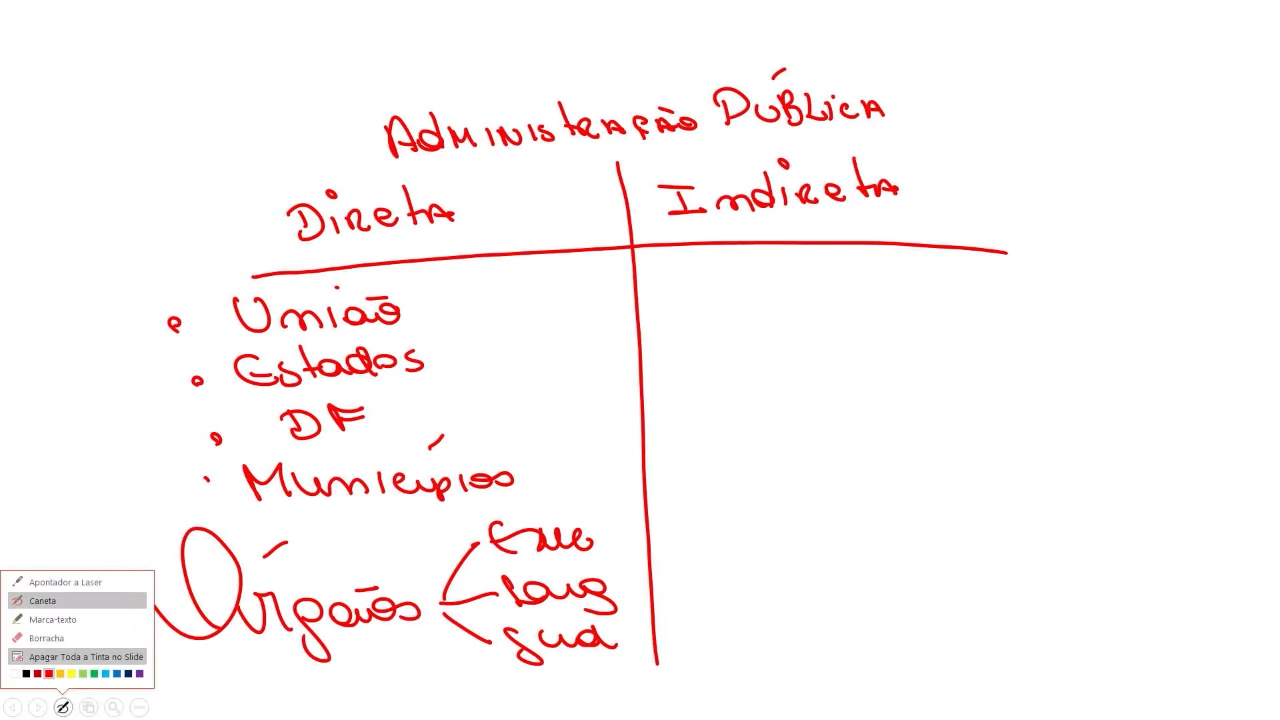 Administração Pública
Direta
Indireta
União
Estados
DF
Municípios
Órgãos
Jud
Apontador a Laser
Caneta
Marca-texto
Borracha
Apagar Toda a Tinta no Slide